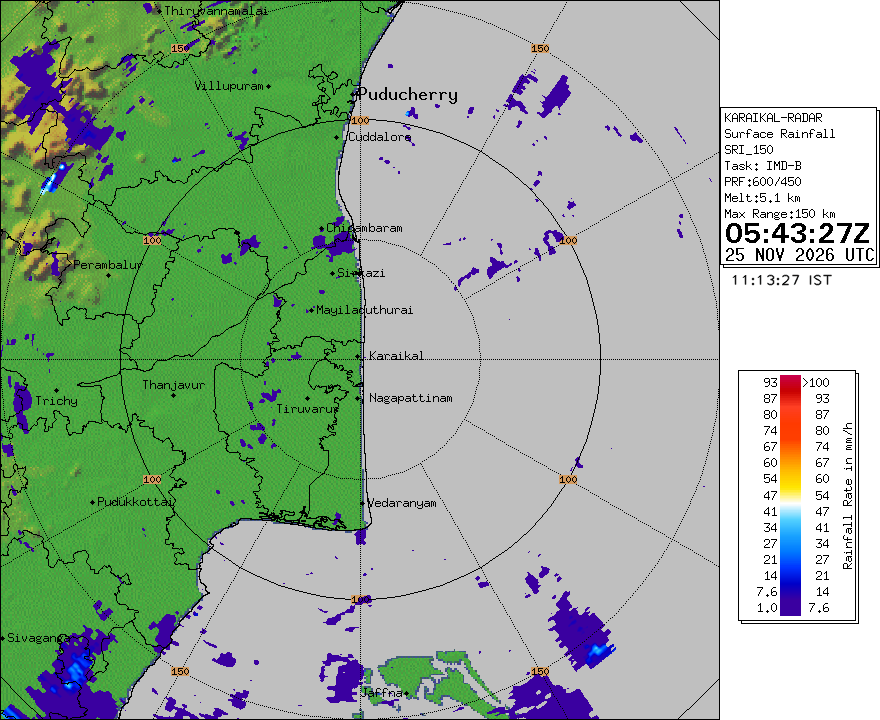 Thiruvannamalai
150
150
Villupuram
Puducherry
100
Cuddalore
KARAIKAL-RADAR
Surface Rainfall
SRI_150
Task: IMD-B
PRF:600/450
Melt:5.1 km
Max Range:150 km
05:43:27Z
25 NOV 2026 UTC
11:13:27 IST
Chidambaram
100
100
Perambalur
Sirkazi
Mayiladuthurai
Karaikal
Thanjavur
Trichy
Tiruvarur
Nagapattinam
100
100
Pudukkottai
Vedaranyam
100
Sivaganga
150
150
Jaffna
93 >100
87 93
80 87
74 80
67 74
60 67
54 60
47 54
41 47
34 41
27 34
21 27
14 21
7.6 14
1.0 7.6
Rainfall Rate in mm/h